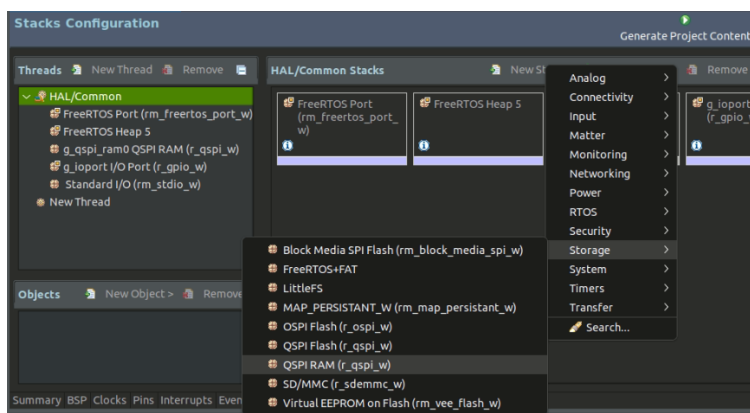 Stacks Configuration
Generate Project Content
Threads New Thread Remove
HAL/Common
FreeRTOS Port (rm_freertos_port_w)
FreeRTOS Heap 5
g_qspi_ram0 QSPI RAM (r_qspi_w)
g_ioport I/O Port (r_gpio_w)
Standard I/O (rm_stdio_w)
New Thread
HAL/Common Stacks New St Remove
FreeRTOS Port
(rm_freertos_port_
w)
FreeRTOS Heap 5
g_ioport
(r_gpio_
Analog >
Connectivity >
Input >
Matter >
Monitoring >
Networking >
Power >
RTOS >
Security >
Storage >
System >
Timers >
Transfer >
Search...
Block Media SPI Flash (rm_block_media_spi_w)
FreeRTOS+FAT
LittleFS
MAP_PERSISTANT_W (rm_map_persistant_w)
OSPI Flash (r_ospi_w)
QSPI Flash (r_qspi_w)
QSPI RAM (r_qspi_w)
SD/MMC (r_sdemmc_w)
Virtual EEPROM on Flash (rm_vee_flash_w)
Objects New Object > Remove
Summary BSP Clocks Pins Interrupts Even